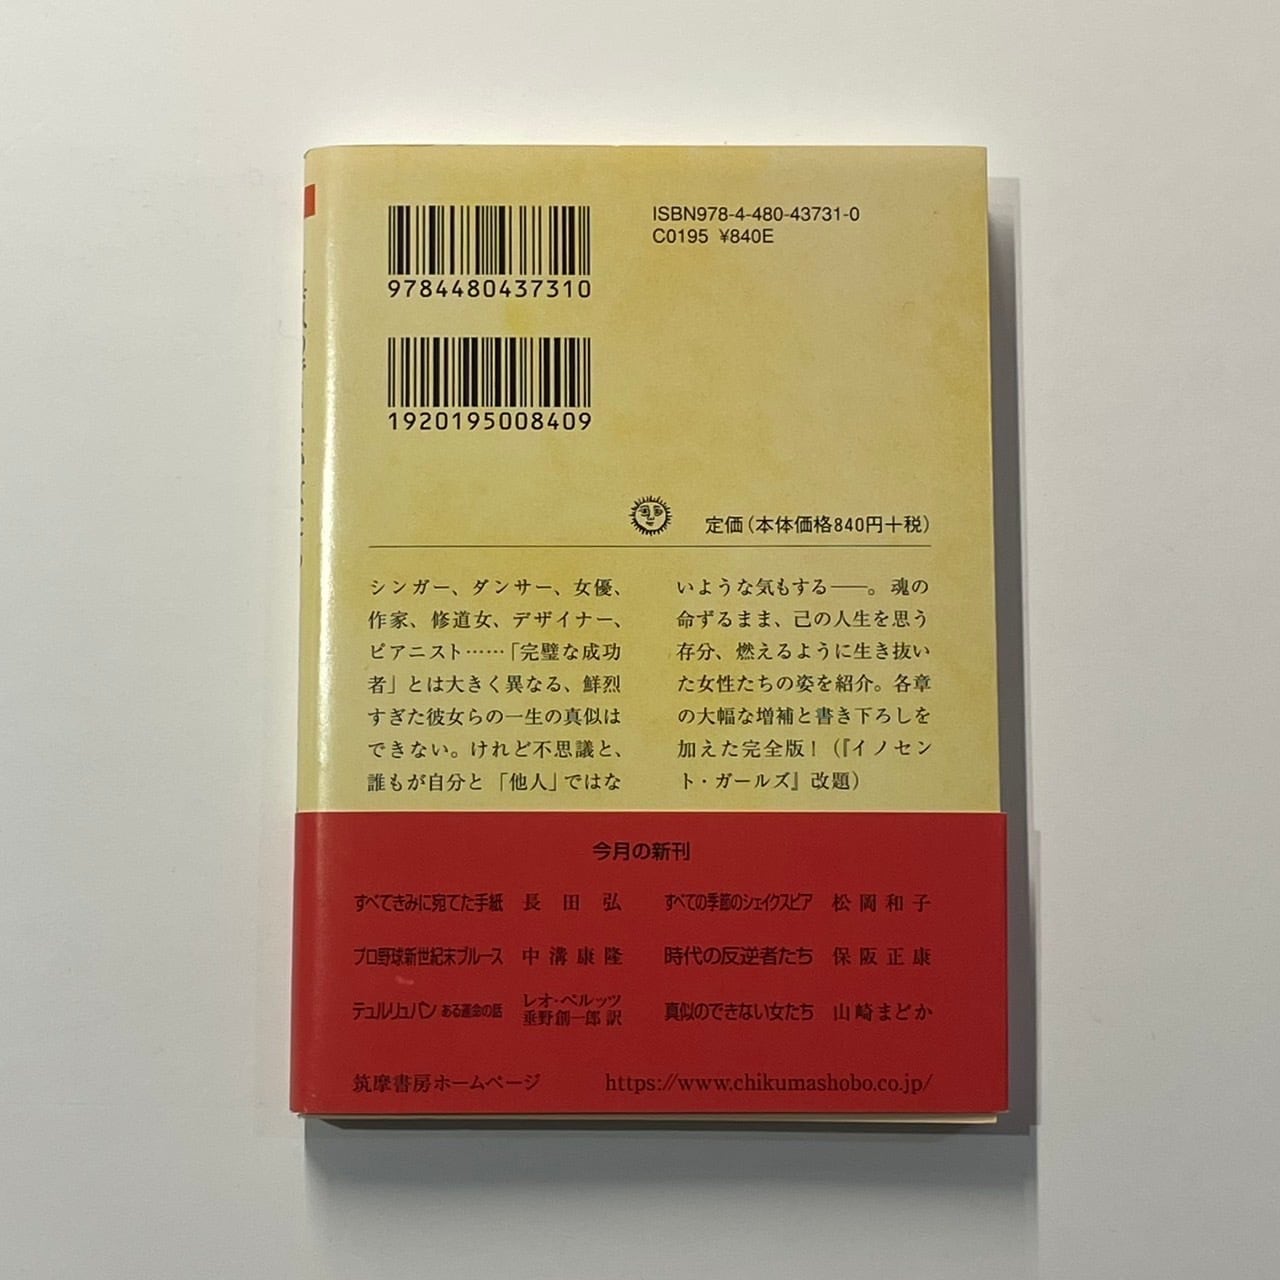 ISBN978-4-480-43731-0
C0195 ¥840E
9784480437310
1920195008409
定価(本体価格840円+税)
シンガー、ダンサー、女優、
作家、修道女、デザイナー、
ピアニスト……「完璧な成功
者」とは大きく異なる、鮮烈
すぎた彼女らの一生の真似は
できない。けれど不思議と、
誰もが自分と「他人」ではな
いような気もする――。魂の
命ずるまま、己の人生を思う
存分、燃えるように生き抜い
た女性たちの姿を紹介。各章
の大幅な増補と書き下ろしを
加えた完全版!(『イノセン
ト・ガールズ』改題)
今月の新刊
すべてきみに宛てた手紙 長田弘
プロ野球新世紀末ブルース 中溝康隆
テュルリュパン ある運命の話 レオ・ペルッツ
垂野創一郎 訳
すべての季節のシェイクスピア 松岡和子
時代の反逆者たち 保阪正康
真似のできない女たち 山崎まどか
筑摩書房ホームページ https://www.chikumashobo.co.jp/